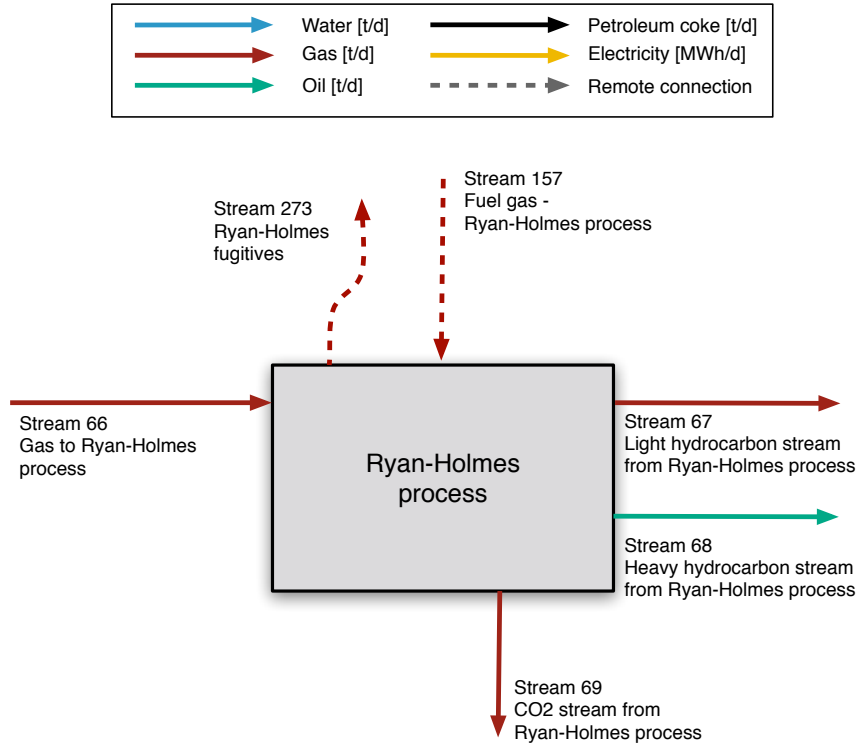 Water [t/d]
Gas [t/d]
Oil [t/d]
Petroleum coke [t/d]
Electricity [MWh/d]
Remote connection
Stream 273
Ryan-Holmes
fugitives
Stream 157
Fuel gas -
Ryan-Holmes process
Stream 66
Gas to Ryan-Holmes
process
Ryan-Holmes
process
Stream 67
Light hydrocarbon stream
from Ryan-Holmes process
Stream 68
Heavy hydrocarbon stream
from Ryan-Holmes process
Stream 69
CO2 stream from
Ryan-Holmes process